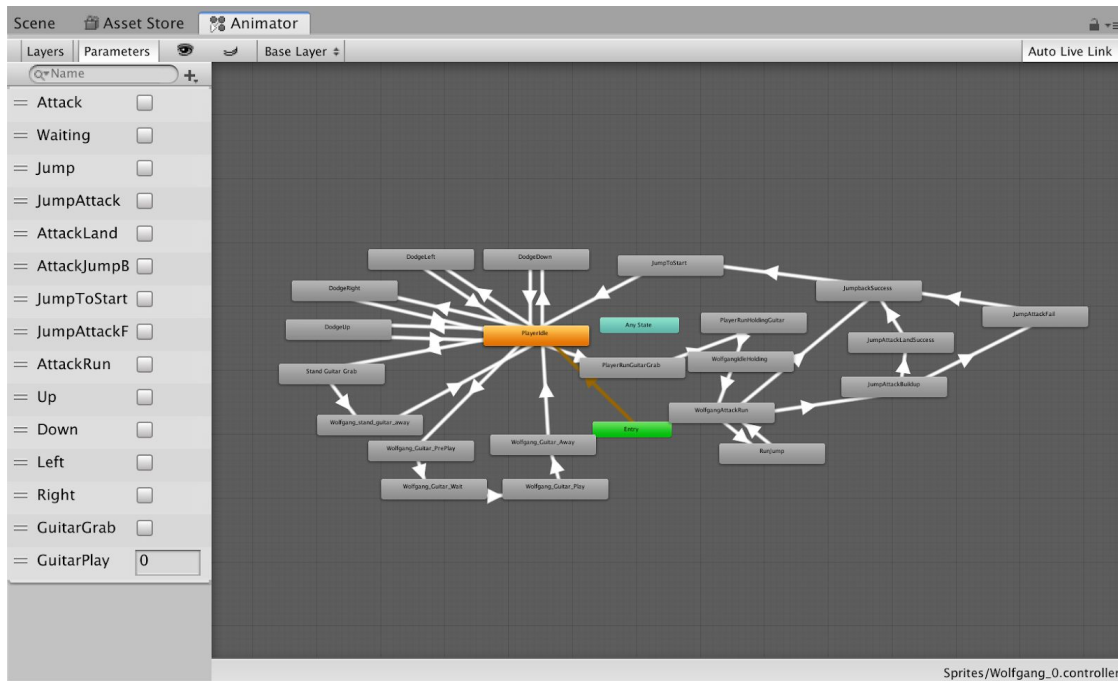 Scene Asset Store Animator
Layers Parameters Base Layer Auto Live Link
Name
Attack
Waiting
Jump
JumpAttack
AttackLand
AttackJumpB
JumpToStart
JumpAttackF
AttackRun
Up
Down
Left
Right
GuitarGrab
GuitarPlay 0
DodgeLeft
DodgeDown
JumpToStart
DodgeRight
JumpbackSuccess
DodgeUp
PlayerIdle
Any State
PlayerRunHoldingGuitar
JumpAttackFail
JumpAttackLandSuccess
Stand Guitar Grab
PlayerRunGuitarGrab
WolfgangIdleHolding
JumpAttackBuildup
Wolfgang_stand_guitar_away
WolfgangAttackRun
Entry
Wolfgang_Guitar_PrePlay
Wolfgang_Guitar_Away
RunJump
Wolfgang_Guitar_Wait
Wolfgang_Guitar_Play
Sprites/Wolfgang_0.controller